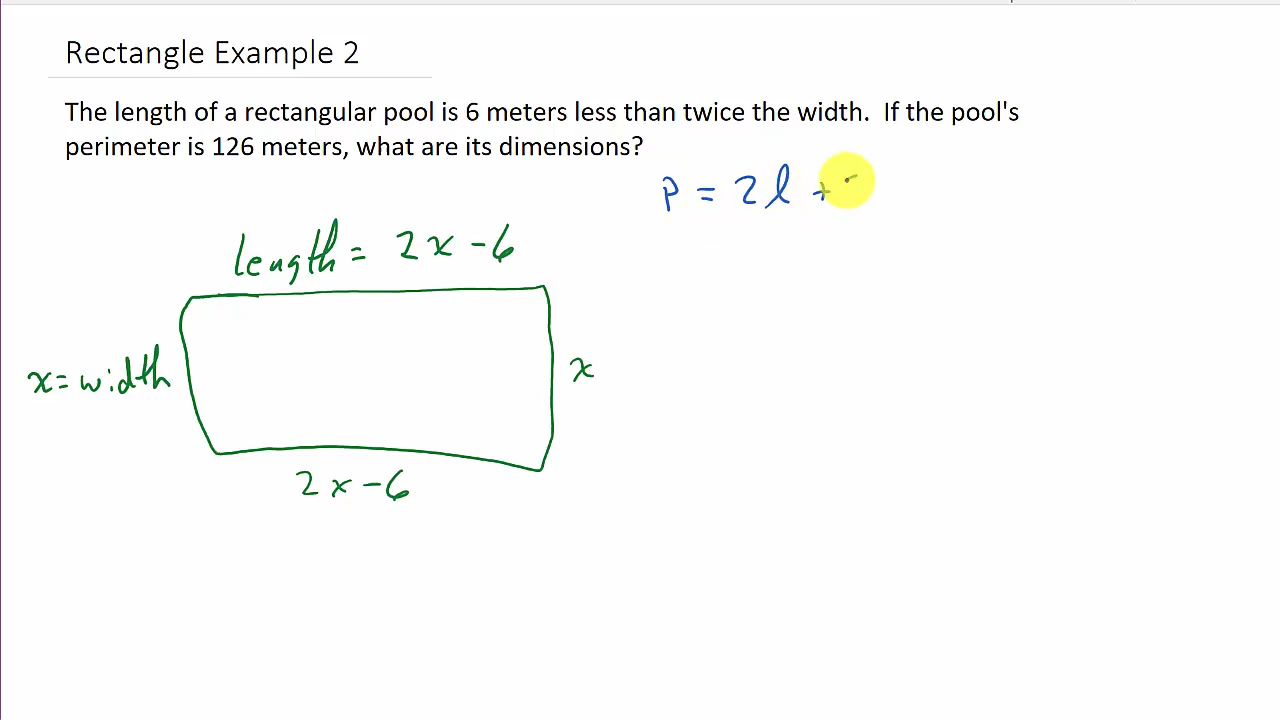 Rectangle Example 2
The length of a rectangular pool is 6 meters less than twice the width. If the pool's
perimeter is 126 meters, what are its dimensions?
P = 2l +
length = 2x - 6
x = width
x
2x - 6